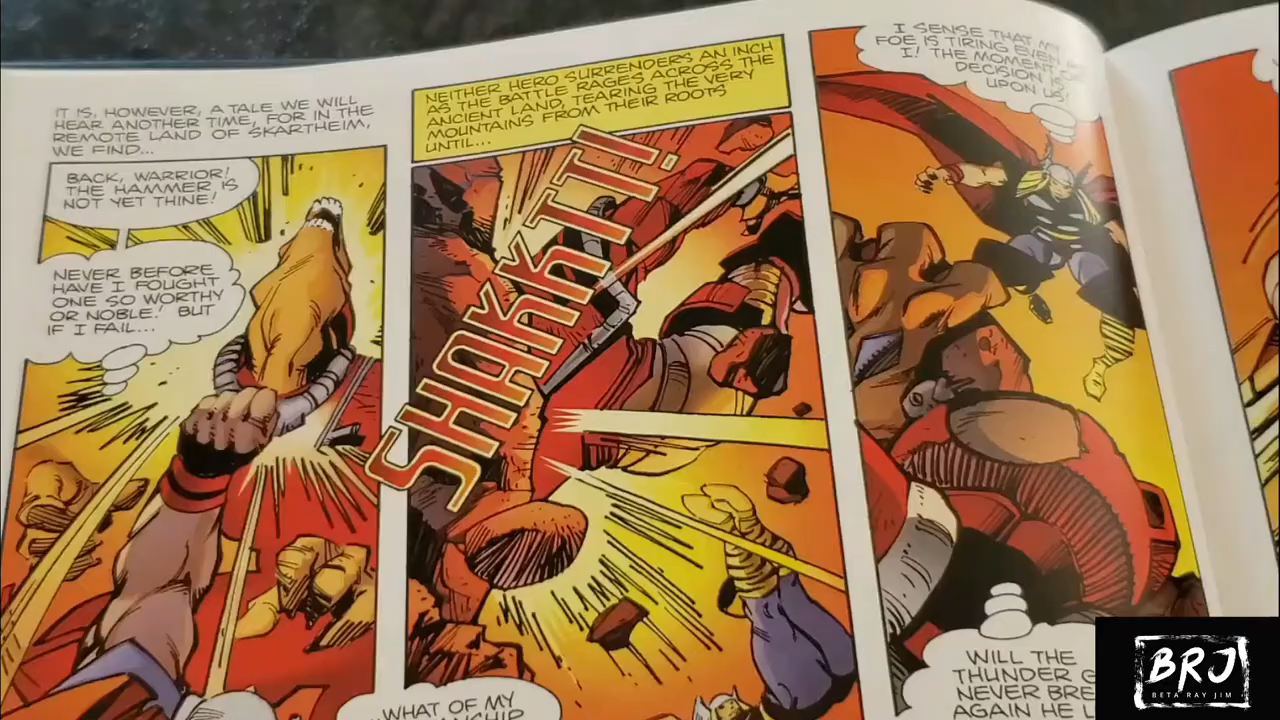 IT IS, HOWEVER, A TALE WE WILL
HEAR ANOTHER TIME, FOR IN THE
REMOTE LAND OF SKARTHEIM,
WE FIND...
BACK, WARRIOR!
THE HAMMER IS
NOT YET THINE!
NEVER BEFORE
HAVE I FOUGHT
ONE SO WORTHY
OR NOBLE! BUT
IF I FAIL...
NEITHER HERO SURRENDERS AN INCH
AS THE BATTLE RAGES ACROSS THE
ANCIENT LAND, TEARING THE VERY
MOUNTAINS FROM THEIR ROOTS
UNTIL...
SHAKKTT!
WHAT OF MY
I SENSE THAT MY
FOE IS TIRING EVEN
I! THE MOMENT OF
DECISION IS
UPON US!
WILL THE
THUNDER G
NEVER BRE
AGAIN HE L
BRJ
BETA RAY JIM